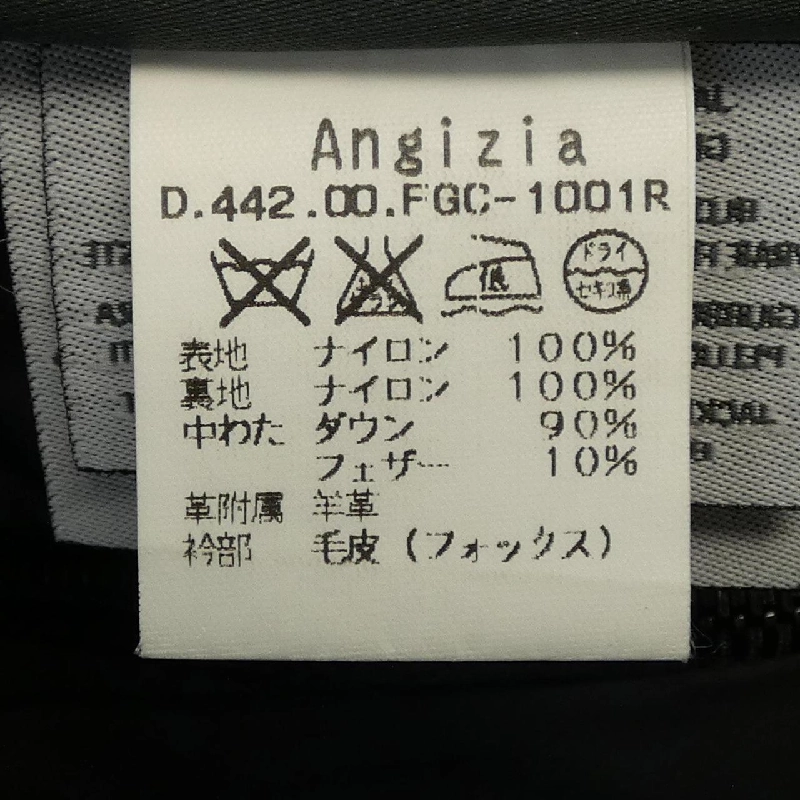 Angizia
D.442.00.FGC-1001R
低
ドライ
セキユ系
表地 ナイロン 100%
裏地 ナイロン 100%
中わた ダウン 90%
フェザー 10%
革附属 羊革
衿部 毛皮(フォックス)